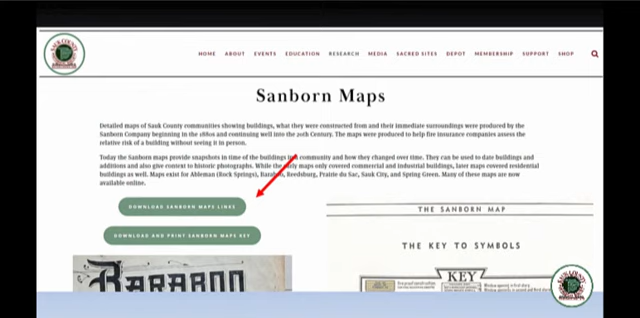 HOME ABOUT EVENTS EDUCATION RESEARCH MEDIA SACRED SITES DEPOT MEMBERSHIP SUPPORT SHOP
Sanborn Maps
Detailed maps of Sauk County communities showing buildings, what they were constructed from and their immediate surroundings were produced by the
Sanborn Company beginning in the 1880s and continuing well into the 20th Century. The maps were produced to help fire insurance companies assess the
relative risk of a building without seeing it in person.
Today the Sanborn maps provide snapshots in time of the buildings in a community and how they changed over time. They can be used to date buildings and
additions and also give context to historic photographs. While the early maps only covered commercial and industrial buildings, later maps covered residential
buildings as well. Maps exist for Ableman (Rock Springs), Baraboo, Reedsburg, Prairie du Sac, Sauk City, and Spring Green. Many of these maps are now
available online.
DOWNLOAD SANBORN MAPS LINKS
DOWNLOAD AND PRINT SANBORN MAPS KEY
THE SANBORN MAP
THE KEY TO SYMBOLS
BARABOO
KEY